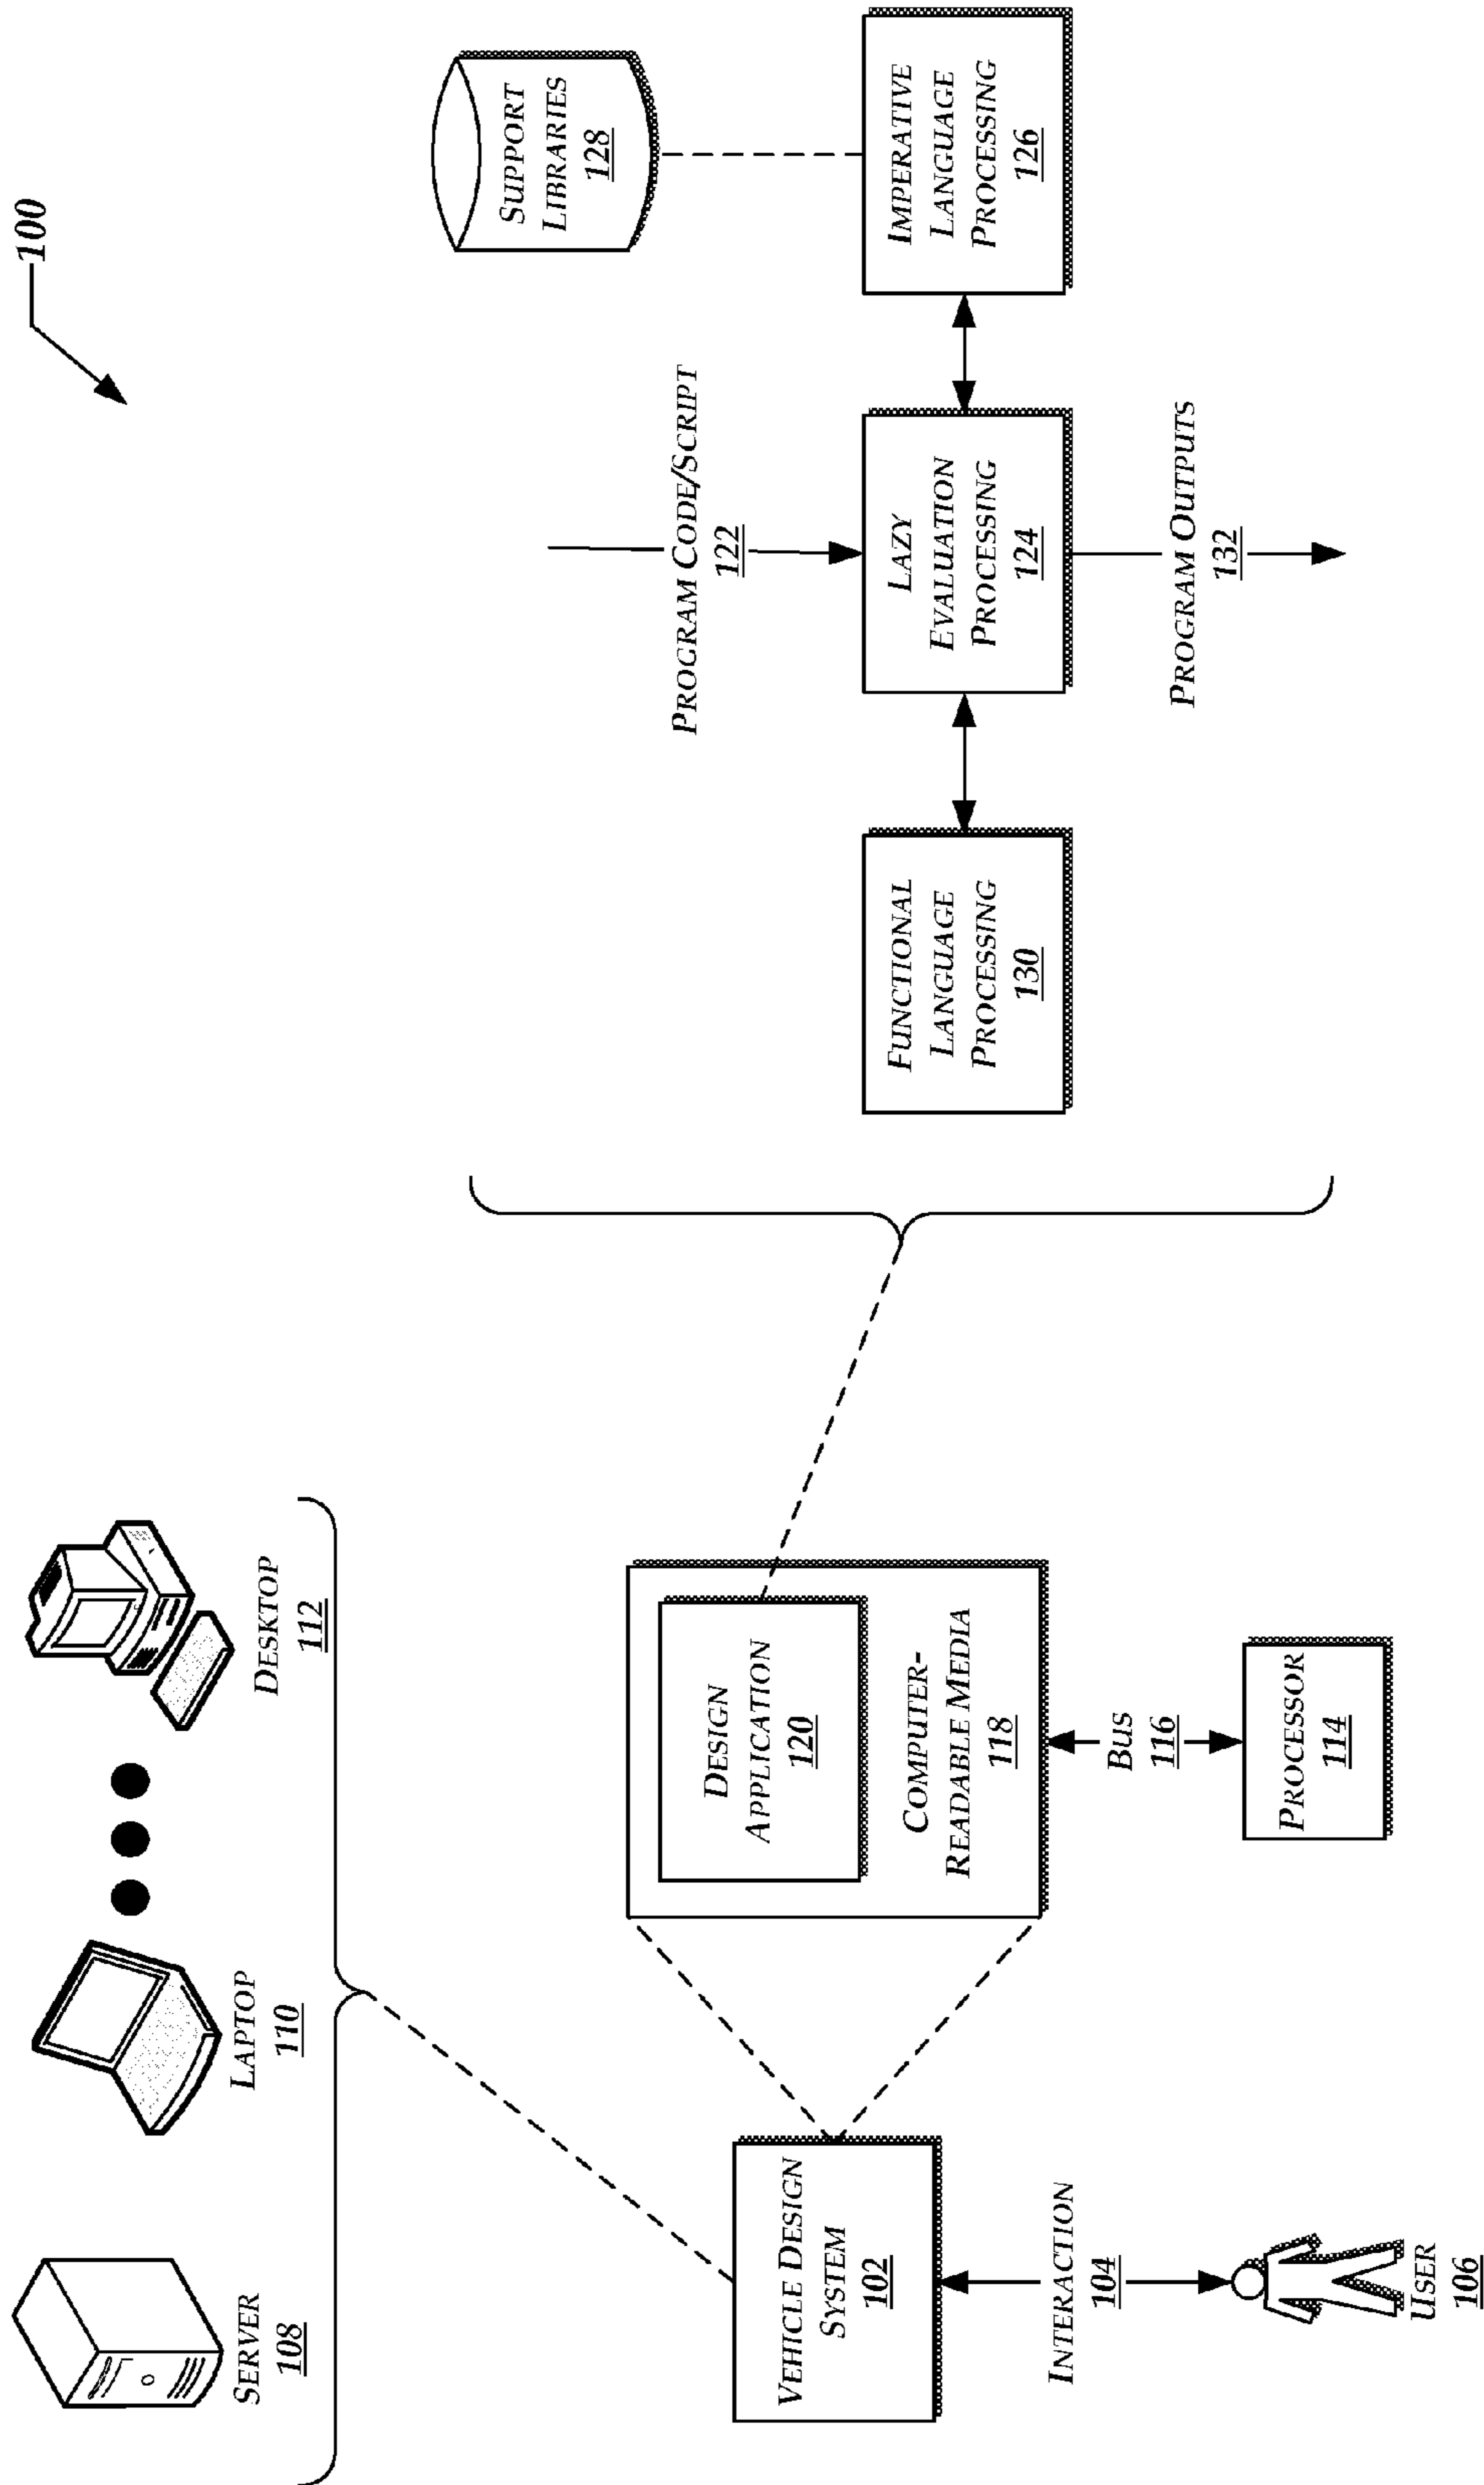 100
SERVER
108
LAPTOP
110
DESKTOP
112
VEHICLE DESIGN
SYSTEM
102
INTERACTION
104
USER
106
DESIGN
APPLICATION
120
COMPUTER-
READABLE MEDIA
118
BUS
116
PROCESSOR
114
SUPPORT
LIBRARIES
128
PROGRAM CODE/SCRIPT
122
FUNCTIONAL
LANGUAGE
PROCESSING
130
LAZY
EVALUATION
PROCESSING
124
IMPERATIVE
LANGUAGE
PROCESSING
126
PROGRAM OUTPUTS
132